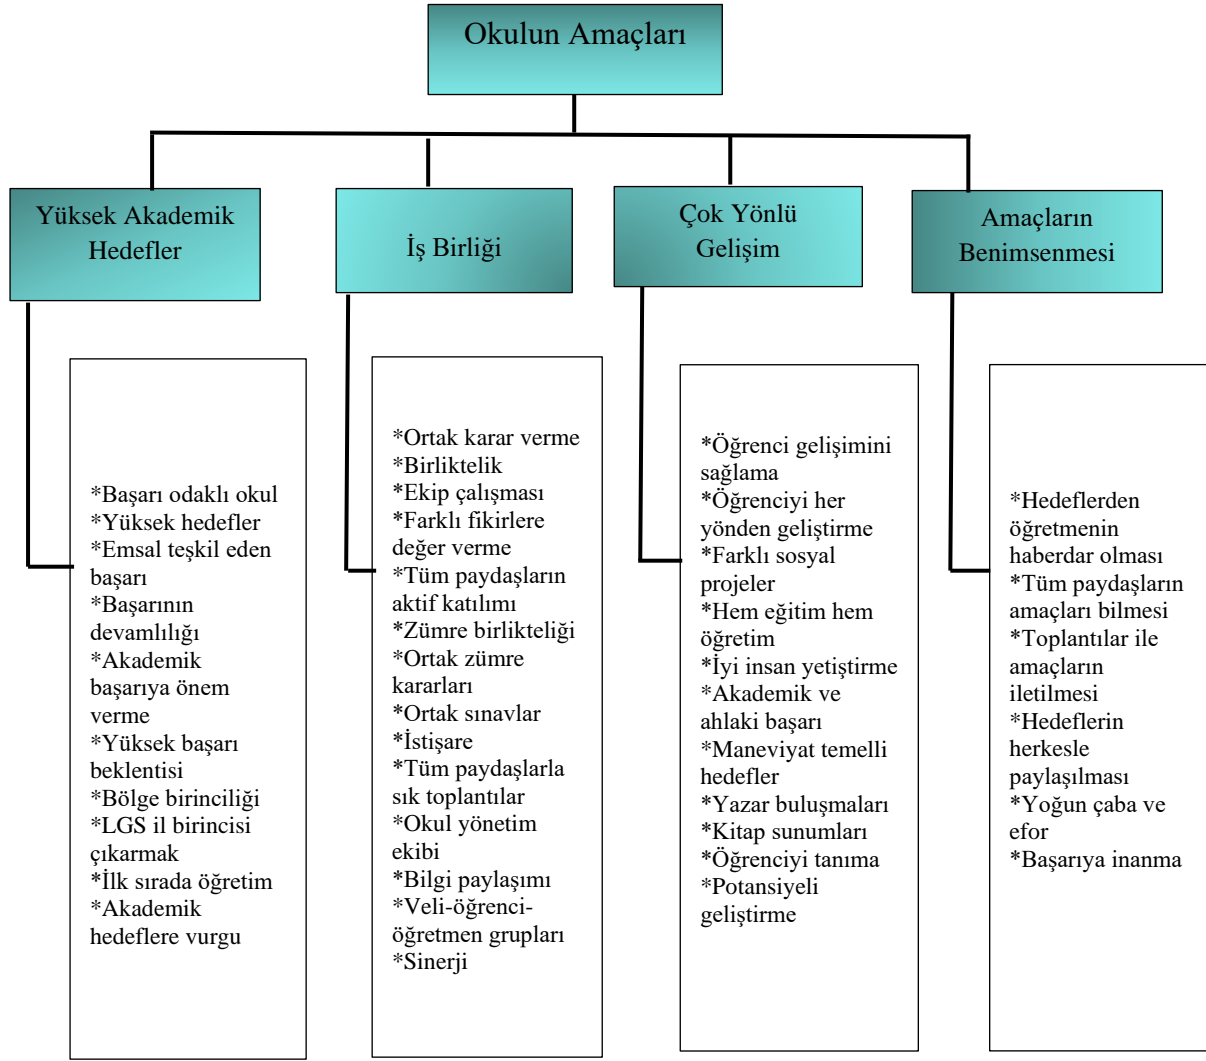 Okulun Amaçları
Yüksek Akademik
Hedefler
İş Birliği
Çok Yönlü
Gelişim
Amaçların
Benimsenmesi
*Başarı odaklı okul
*Yüksek hedefler
*Emsal teşkil eden
başarı
*Başarının
devamlılığı
*Akademik
başarıya önem
verme
*Yüksek başarı
beklentisi
*Bölge birinciliği
*LGS il birincisi
çıkarmak
*İlk sırada öğretim
*Akademik
hedeflere vurgu
*Ortak karar verme
*Birliktelik
*Ekip çalışması
*Farklı fikirlere
değer verme
*Tüm paydaşların
aktif katılımı
*Zümre birlikteliği
*Ortak zümre
kararları
*Ortak sınavlar
*İstişare
*Tüm paydaşlarla
sık toplantılar
*Okul yönetim
ekibi
*Bilgi paylaşımı
*Veli-öğrenci-
öğretmen grupları
*Sinerji
*Öğrenci gelişimini
sağlama
*Öğrenciyi her
yönden geliştirme
*Farklı sosyal
projeler
*Hem eğitim hem
öğretim
*İyi insan yetiştirme
*Akademik ve
ahlaki başarı
*Maneviyat temelli
hedefler
*Yazar buluşmaları
*Kitap sunumları
*Öğrenciyi tanıma
*Potansiyeli
geliştirme
*Hedeflerden
öğretmenin
haberdar olması
*Tüm paydaşların
amaçları bilmesi
*Toplantılar ile
amaçların
iletilmesi
*Hedeflerin
herkesle
paylaşılması
*Yoğun çaba ve
efor
*Başarıya inanma